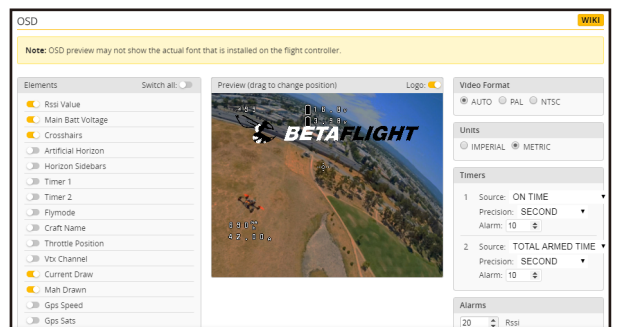 OSD
WIKI
Note: OSD preview may not show the actual font that is installed on the flight controller.
Elements
Switch all:
Rssi Value
Main Batt Voltage
Crosshairs
Artificial Horizon
Horizon Sidebars
Timer 1
Timer 2
Flymode
Craft Name
Throttle Position
Vtx Channel
Current Draw
Mah Drawn
Gps Speed
Gps Sats
Preview (drag to change position)
Logo:
BETAFLIGHT
Video Format
AUTO PAL NTSC
Units
IMPERIAL METRIC
Timers
1 Source: ON TIME
Precision: SECOND
Alarm: 10
2 Source: TOTAL ARMED TIME
Precision: SECOND
Alarm: 10
Alarms
20 Rssi